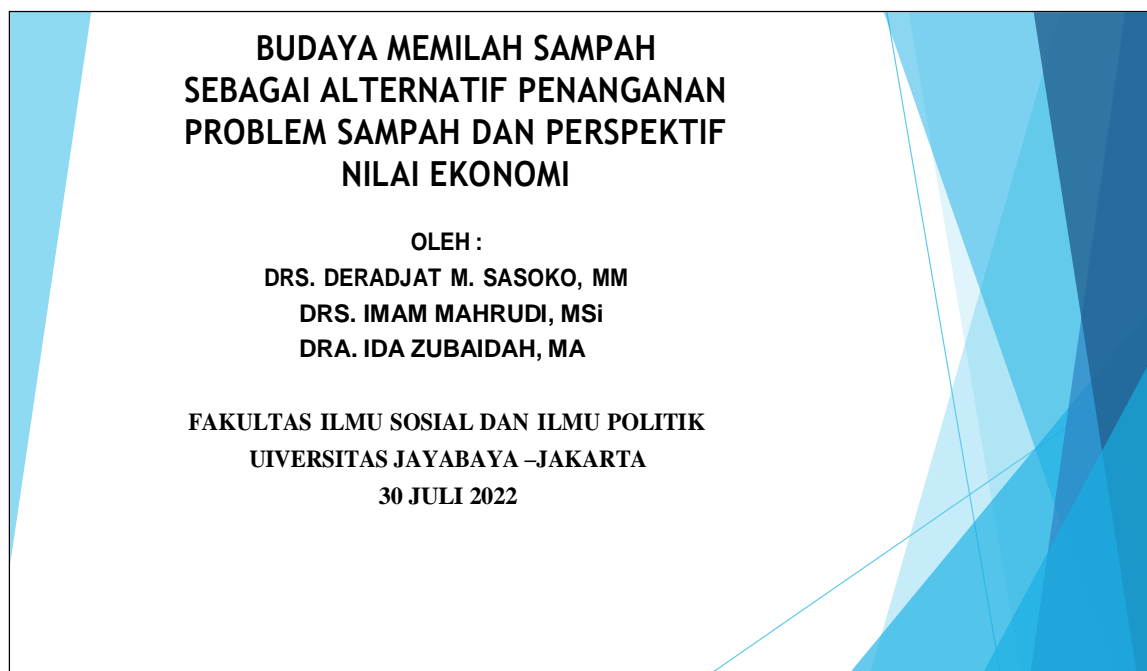 BUDAYA MEMILAH SAMPAH
SEBAGAI ALTERNATIF PENANGANAN
PROBLEM SAMPAH DAN PERSPEKTIF
NILAI EKONOMI
OLEH :
DRS. DERADJAT M. SASOKO, MM
DRS. IMAM MAHRUDI, MSi
DRA. IDA ZUBAIDAH, MA
FAKULTAS ILMU SOSIAL DAN ILMU POLITIK
UIVERSITAS JAYABAYA –JAKARTA
30 JULI 2022